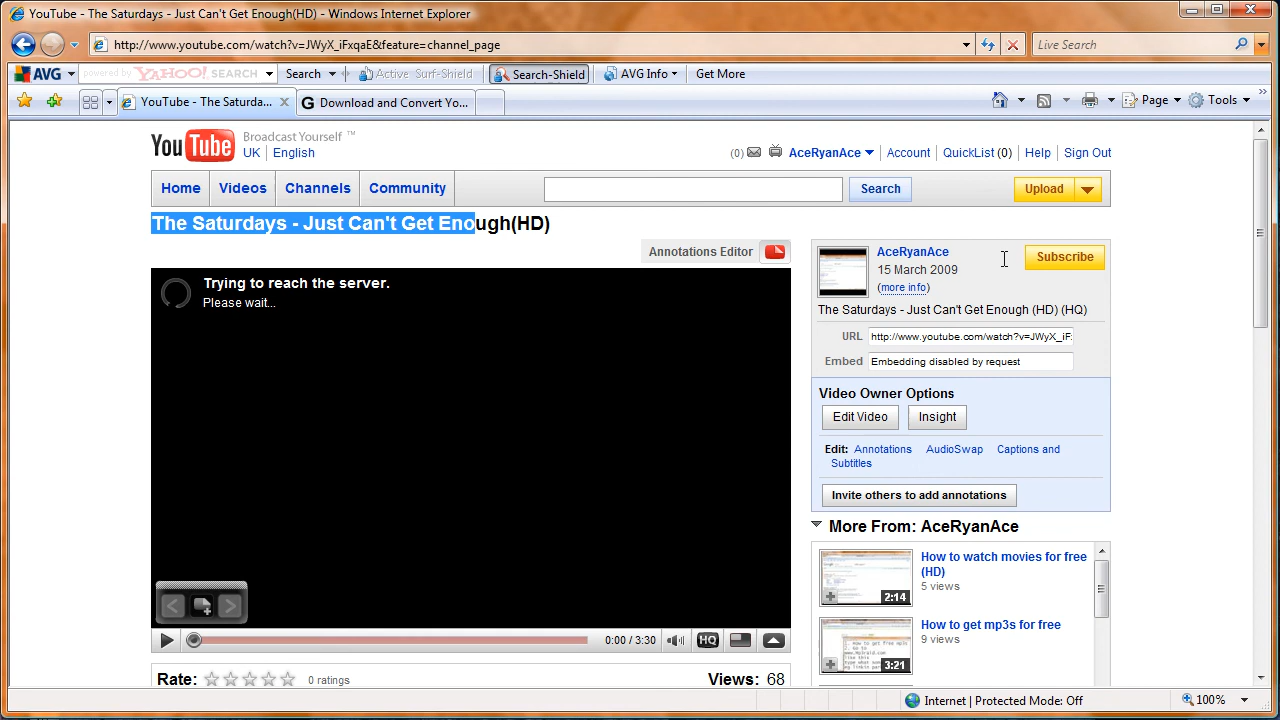 YouTube - The Saturdays - Just Can't Get Enough(HD) - Windows Internet Explorer
http://www.youtube.com/watch?v=JWyX_iFxqaE&feature=channel_page
Live Search
AVG powered by YAHOO! SEARCH Search Active Surf-Shield Search-Shield AVG Info Get More
YouTube - The Saturda... Download and Convert Yo...
Page Tools
YouTube Broadcast Yourself ™
UK English
(0) AceRyanAce Account QuickList (0) Help Sign Out
Home Videos Channels Community Search Upload
The Saturdays - Just Can't Get Enough(HD)
Annotations Editor
Trying to reach the server.
Please wait...
0:00 / 3:30 HQ
Rate: 0 ratings Views: 68
AceRyanAce
Subscribe
15 March 2009
(more info)
The Saturdays - Just Can't Get Enough (HD) (HQ)
URL http://www.youtube.com/watch?v=JWyX_iF:
Embed Embedding disabled by request
Video Owner Options
Edit Video Insight
Edit: Annotations AudioSwap Captions and
Subtitles
Invite others to add annotations
More From: AceRyanAce
How to watch movies for free
(HD)
5 views
2:14
How to get mp3s for free
9 views
3:21
Internet | Protected Mode: Off 100%